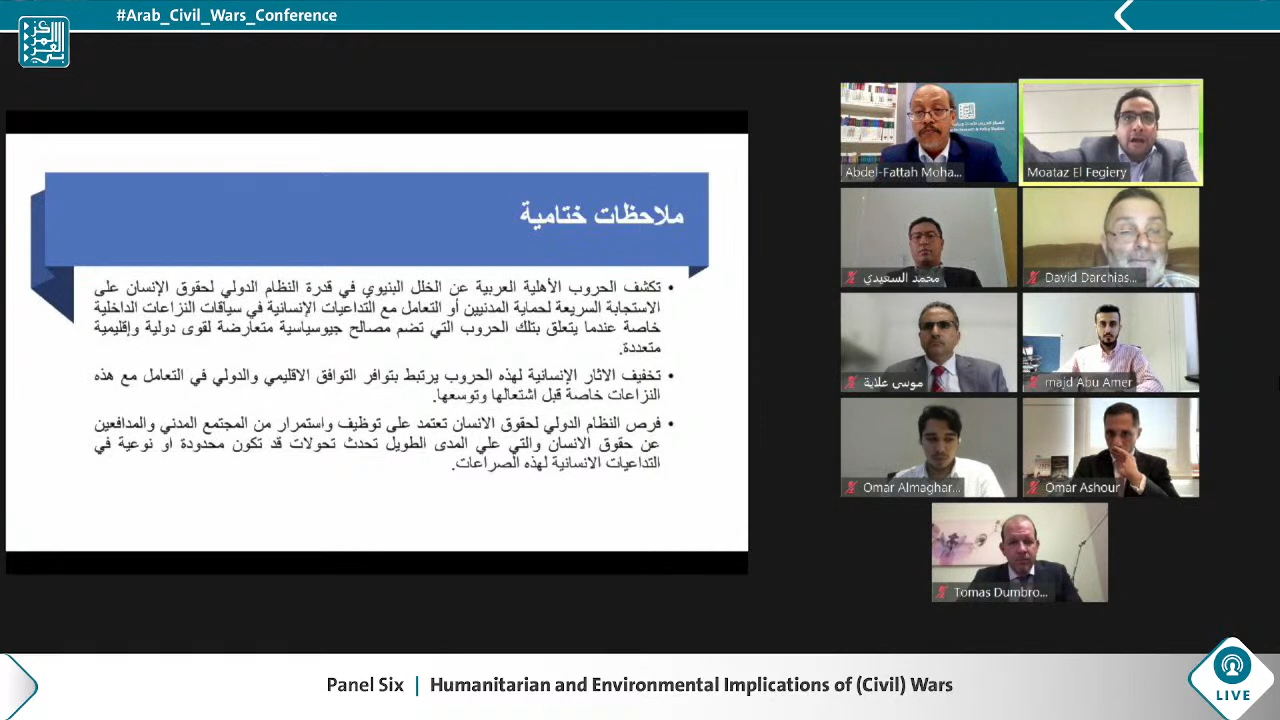 #Arab_Civil_Wars_Conference
ملاحظات ختامية
• تكشف الحروب الأهلية العربية عن الخلل البنيوي في قدرة النظام الدولي لحقوق الإنسان على
الاستجابة السريعة لحماية المدنيين أو التعامل مع التداعيات الإنسانية في سياقات النزاعات الداخلية
خاصة عندما يتعلق بتلك الحروب التي تضم مصالح جيوسياسية متعارضة لقوى دولية وإقليمية
متعددة.
• تخفيف الاثار الإنسانية لهذه الحروب يرتبط بتوافر التوافق الاقليمي والدولي في التعامل مع هذه
النزاعات خاصة قبل اشتعالها وتوسعها.
• فرص النظام الدولي لحقوق الانسان تعتمد على توظيف واستمرار من المجتمع المدني والمدافعين
عن حقوق الانسان والتي علي المدى الطويل تحدث تحولات قد تكون محدودة او نوعية في
التداعيات الانسانية لهذه الصراعات.
Abdel-Fattah Moha...
Moataz El Fegiery
محمد السعيدي
David Darchias...
موسى علاية
majd Abu Amer
Omar Almaghar...
Omar Ashour
Tomas Dumbro...
Panel Six | Humanitarian and Environmental Implications of (Civil) Wars
LIVE